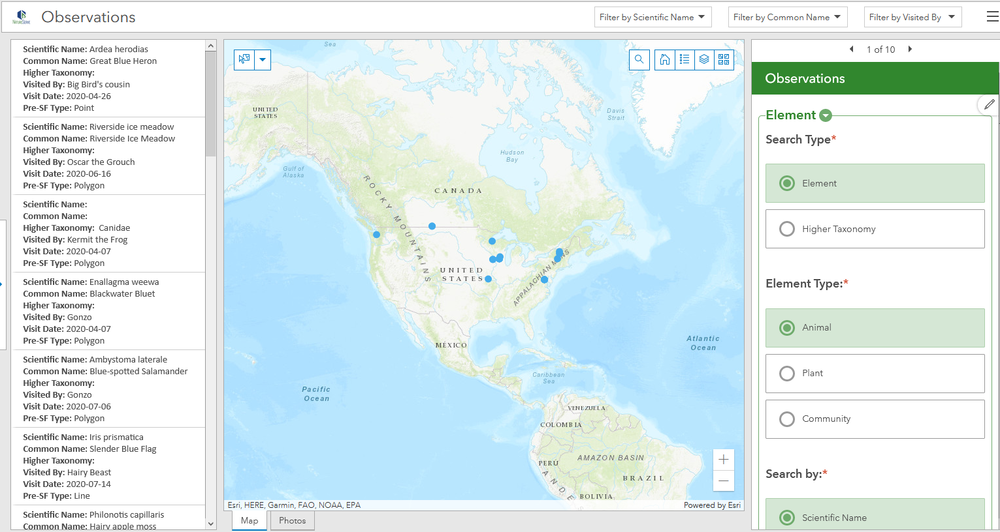 NatureServe
Observations
Filter by Scientific Name
Filter by Common Name
Filter by Visited By
Scientific Name: Ardea herodias
Common Name: Great Blue Heron
Higher Taxonomy:
Visited By: Big Bird's cousin
Visit Date: 2020-04-26
Pre-SF Type: Point
Scientific Name: Riverside ice meadow
Common Name: Riverside Ice Meadow
Higher Taxonomy:
Visited By: Oscar the Grouch
Visit Date: 2020-06-16
Pre-SF Type: Polygon
Scientific Name:
Common Name:
Higher Taxonomy: Canidae
Visited By: Kermit the Frog
Visit Date: 2020-04-07
Pre-SF Type: Polygon
Scientific Name: Enallagma weewa
Common Name: Blackwater Bluet
Higher Taxonomy:
Visited By: Gonzo
Visit Date: 2020-04-07
Pre-SF Type: Polygon
Scientific Name: Ambystoma laterale
Common Name: Blue-spotted Salamander
Higher Taxonomy:
Visited By: Gonzo
Visit Date: 2020-07-06
Pre-SF Type: Polygon
Scientific Name: Iris prismatica
Common Name: Slender Blue Flag
Higher Taxonomy:
Visited By: Hairy Beast
Visit Date: 2020-07-14
Pre-SF Type: Line
Scientific Name: Philonotis capillaris
Common Name: Hairy apple moss
Sea
UNITED
STATES
Davis
Strait
Hudson
Bay
Gulf of
Alaska
CANADA
ROCKY MOUNTAINS
UNITED
STATES
APPALACHIAN MTNS
MÉXICO
Atlantic
Ocean
Caribbean
Sea
Pacific
Ocean
VENEZUELA
COLOMBIA
AMAZON BASIN
PERÚ
BRAZIL
ANDES
BOLIVIA
Esri, HERE, Garmin, FAO, NOAA, EPA
Powered by Esri
Map
Photos
1 of 10
Observations
Element
Search Type*
Element
Higher Taxonomy
Element Type:*
Animal
Plant
Community
Search by:*
Scientific Name